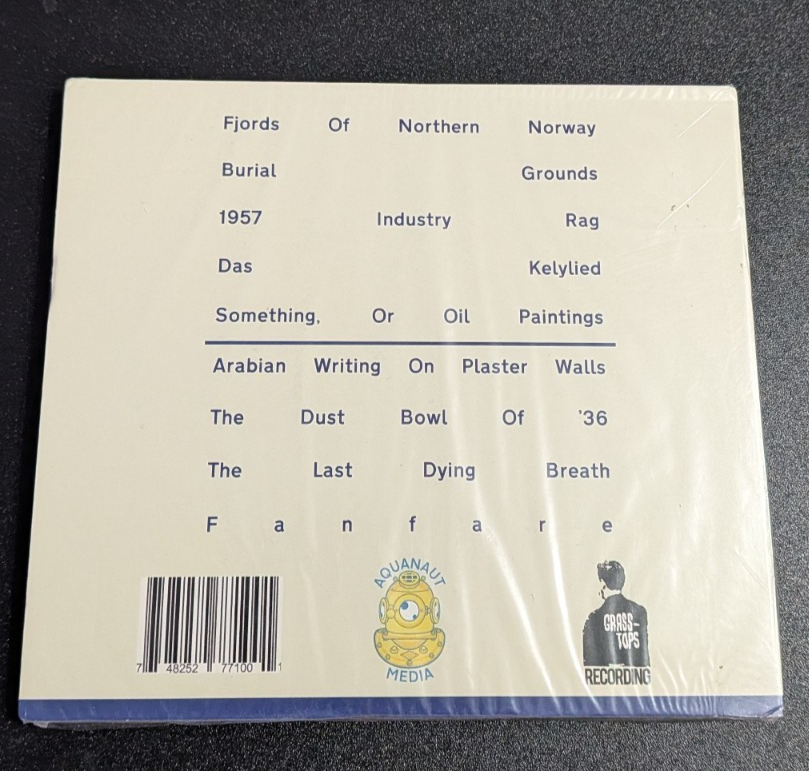 Fjords Of Northern Norway
Burial Grounds
1957 Industry Rag
Das Kelylied
Something, Or Oil Paintings
Arabian Writing On Plaster Walls
The Dust Bowl Of '36
The Last Dying Breath
F a n f a r e
7 48252 77100 1
AQUANAUT
MEDIA
GRASS-
TOPS
RECORDING